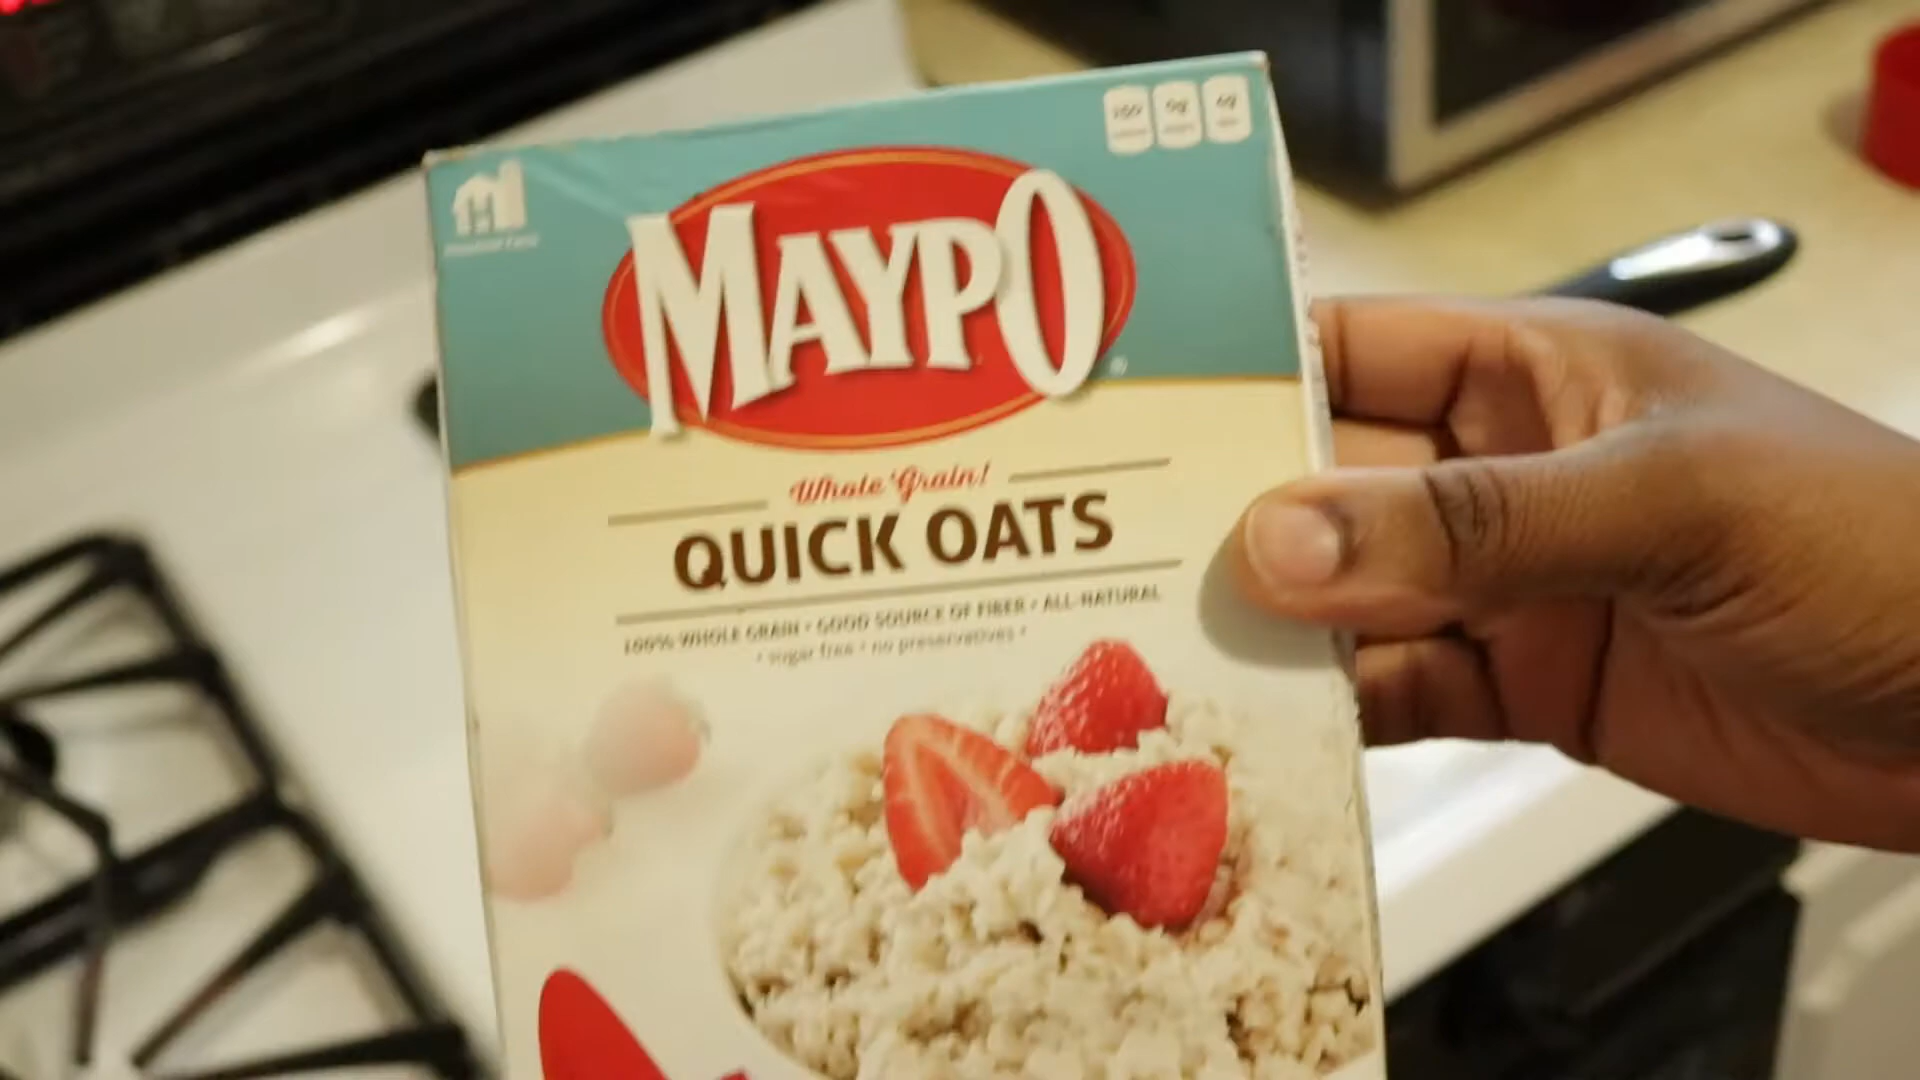 MAYPO
Whole Grain!
QUICK OATS
100% WHOLE GRAIN • GOOD SOURCE OF FIBER • ALL-NATURAL
• sugar free • no preservatives •